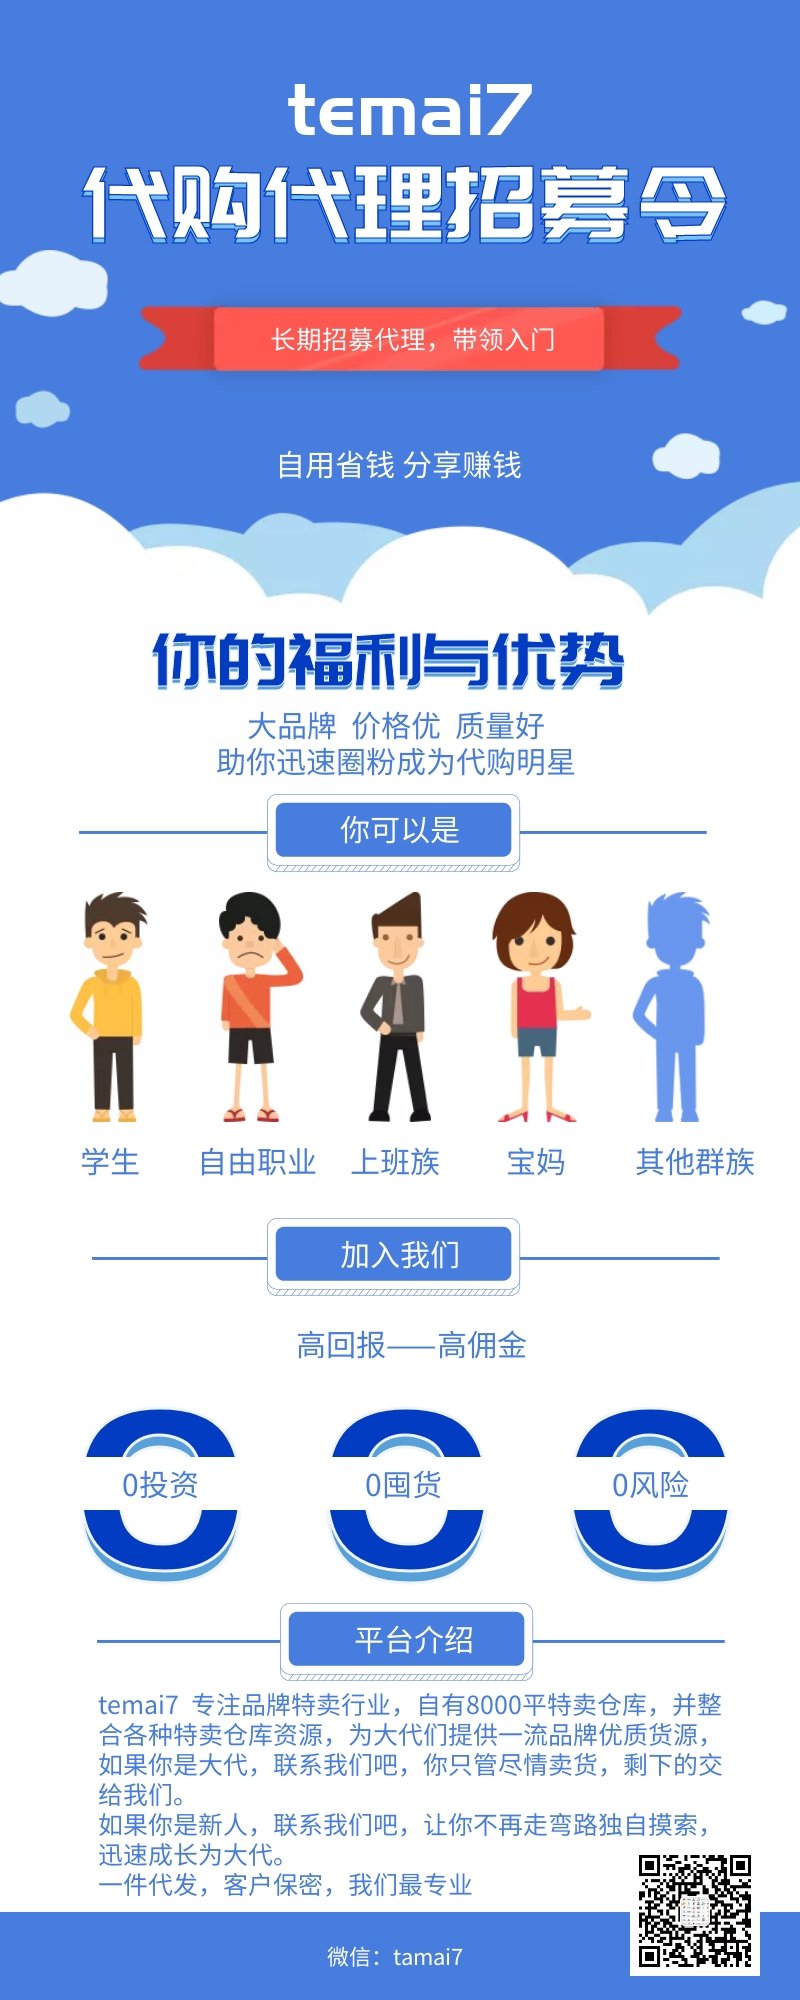 temai7
代购代理招募令
长期招募代理，带领入门
自用省钱 分享赚钱
你的福利与优势
大品牌 价格优 质量好
助你迅速圈粉成为代购明星
你可以是
学生 自由职业 上班族 宝妈 其他群族
加入我们
高回报——高佣金
0投资 0囤货 0风险
平台介绍
temai7 专注品牌特卖行业，自有8000平特卖仓库，并整
合各种特卖仓库资源，为大代们提供一流品牌优质货源，
如果你是大代，联系我们吧，你只管尽情卖货，剩下的交
给我们。
如果你是新人，联系我们吧，让你不再走弯路独自摸索，
迅速成长为大代。
一件代发，客户保密，我们最专业
微信：tamai7